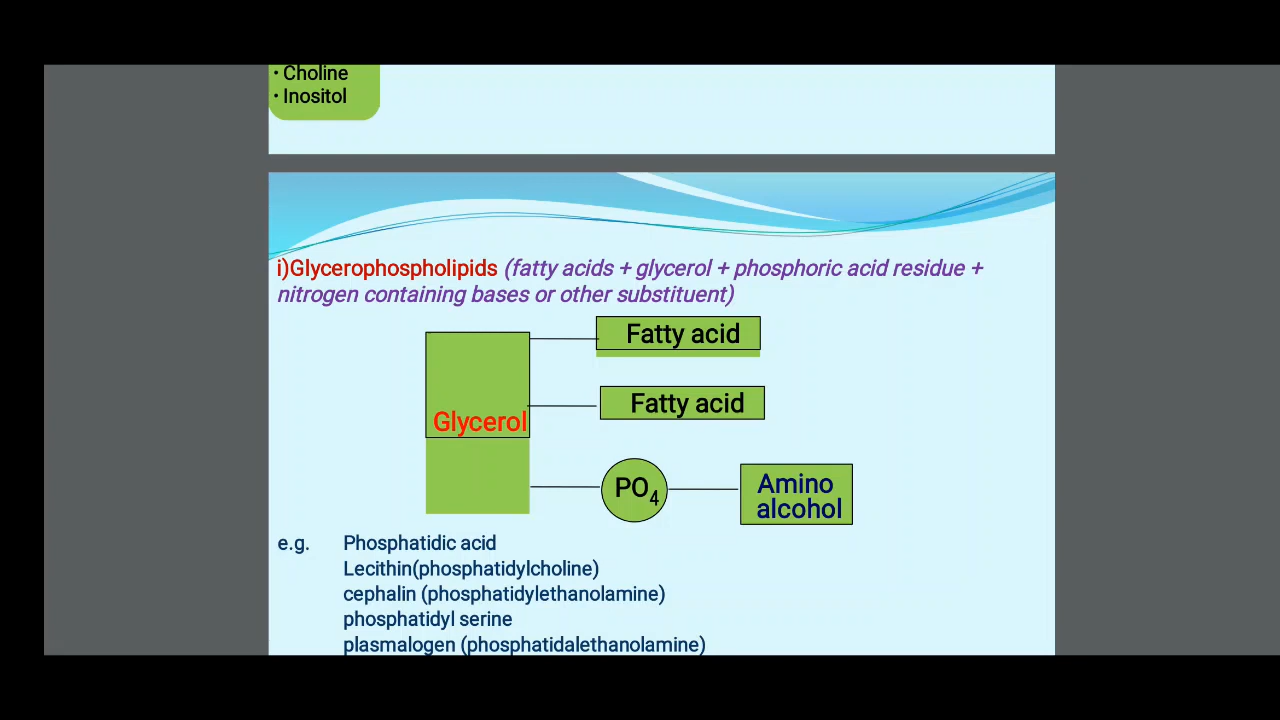 • Choline
• Inositol
i)Glycerophospholipids (fatty acids + glycerol + phosphoric acid residue +
nitrogen containing bases or other substituent)
Fatty acid
Fatty acid
Glycerol
PO4
Amino
alcohol
e.g. Phosphatidic acid
Lecithin(phosphatidylcholine)
cephalin (phosphatidylethanolamine)
phosphatidyl serine
plasmalogen (phosphatidalethanolamine)